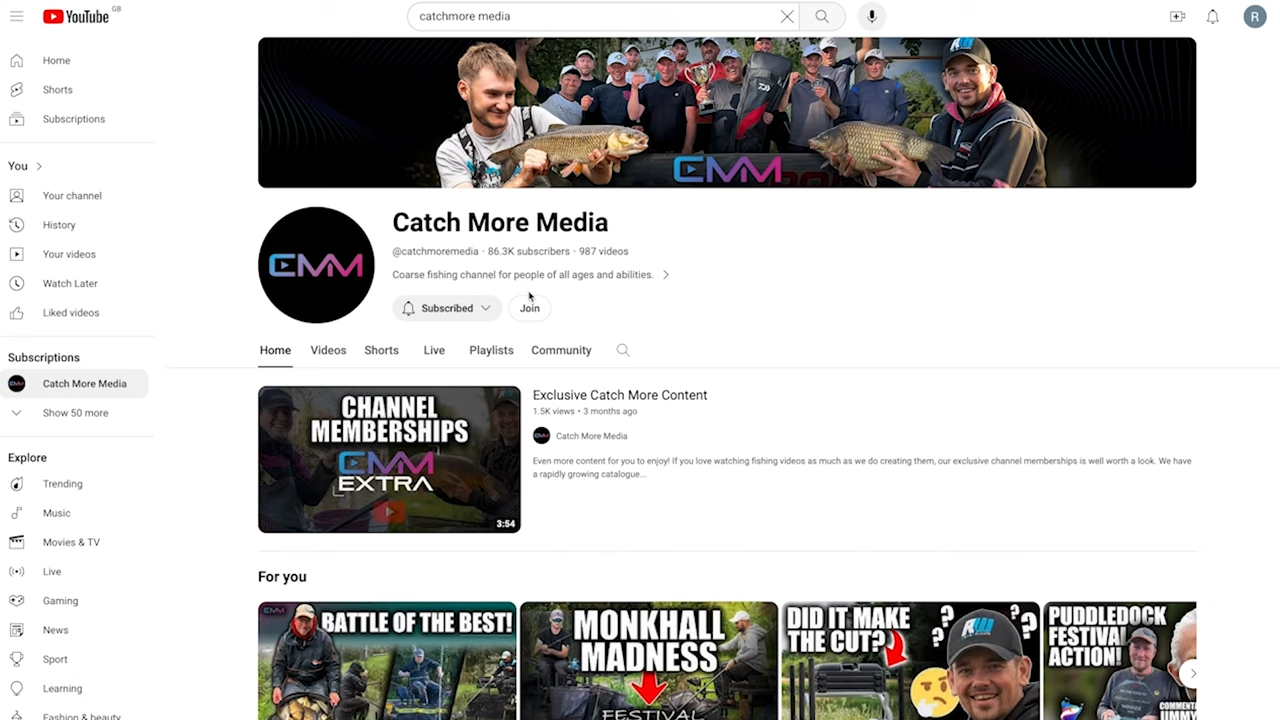 YouTube GB
catchmore media
R
Home
Shorts
Subscriptions
You
Your channel
History
Your videos
Watch Later
Liked videos
Subscriptions
Catch More Media
Show 50 more
Explore
Trending
Music
Movies & TV
Live
Gaming
News
Sport
Learning
Fashion & beauty
CMM
CMM
Catch More Media
@catchmoremedia · 86.3K subscribers · 987 videos
Coarse fishing channel for people of all ages and abilities.
Subscribed
Join
Home Videos Shorts Live Playlists Community
CHANNEL
MEMBERSHIPS
CMM
EXTRA
3:54
Exclusive Catch More Content
1.5K views • 3 months ago
Catch More Media
Even more content for you to enjoy! If you love watching fishing videos as much as we do creating them, our exclusive channel memberships is well worth a look. We have
a rapidly growing catalogue...
For you
CMM
BATTLE OF THE BEST!
MONKHALL
MADNESS
FESTIVAL
DID IT MAKE
THE CUT?
? ? ? ?
PUDDLEDOCK
FESTIVAL
ACTION!